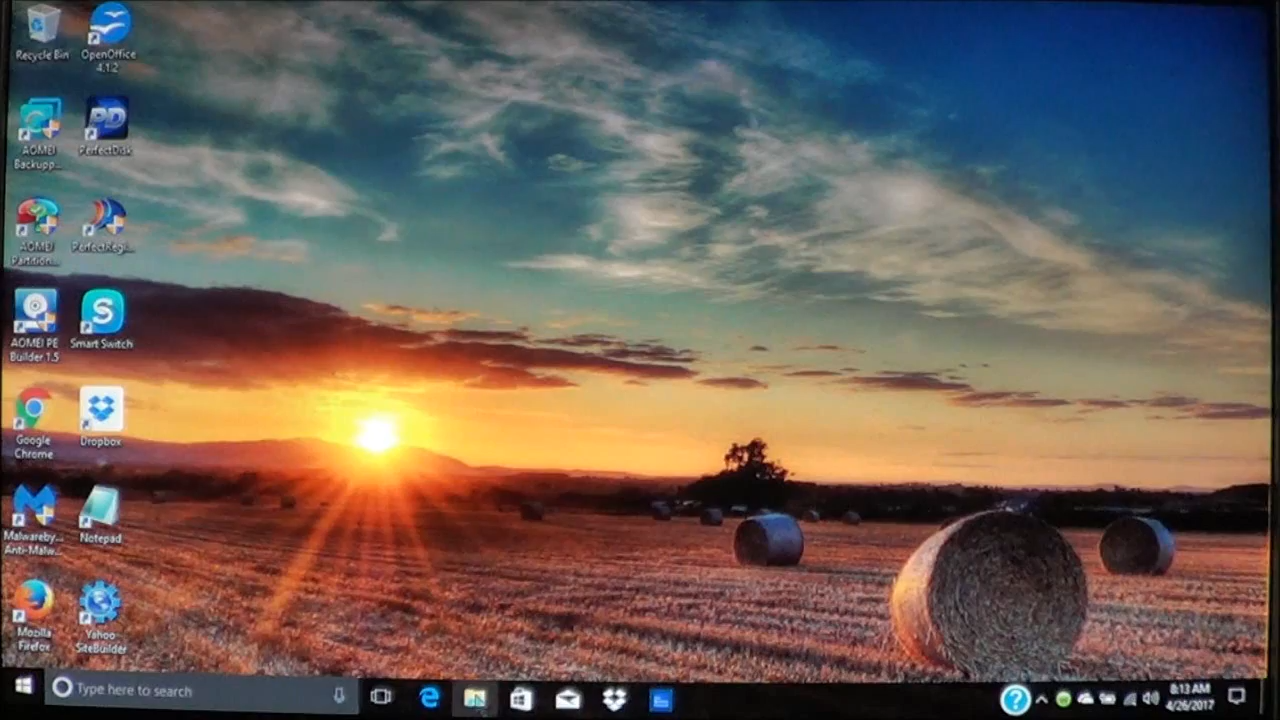 Recycle Bin
OpenOffice
4.1.2
AOMEI
Backupp...
PD
PerfectDisk
AOMEI
Partition...
PerfectRegi...
AOMEI PE
Builder 1.5
S
Smart Switch
Google
Chrome
Dropbox
Malwareby...
Anti-Malw...
Notepad
Mozilla
Firefox
Yahoo
SiteBuilder
Type here to search
?
8:13 AM
4/26/2017